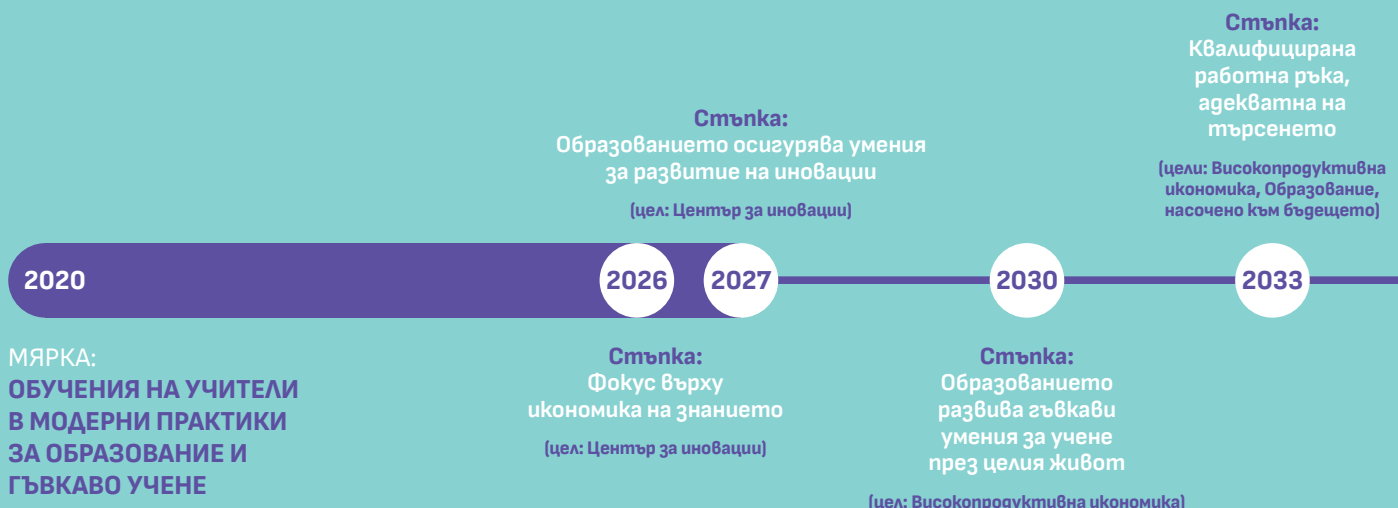 Стъпка:
Квалифицирана
работна ръка,
адекватна на
търсенето
(цели: Високопродуктивна
икономика, Образование,
насочено към бъдещето)
Стъпка:
Образованието осигурява умения
за развитие на иновации
(цел: Център за иновации)
2020
2026
2027
2030
2033
МЯРКА:
ОБУЧЕНИЯ НА УЧИТЕЛИ
В МОДЕРНИ ПРАКТИКИ
ЗА ОБРАЗОВАНИЕ И
ГЪВКАВО УЧЕНЕ
Стъпка:
Фокус върху
икономика на знанието
(цел: Център за иновации)
Стъпка:
Образованието
развива гъвкави
умения за учене
през целия живот
(цел: Високопродуктивна икономика)